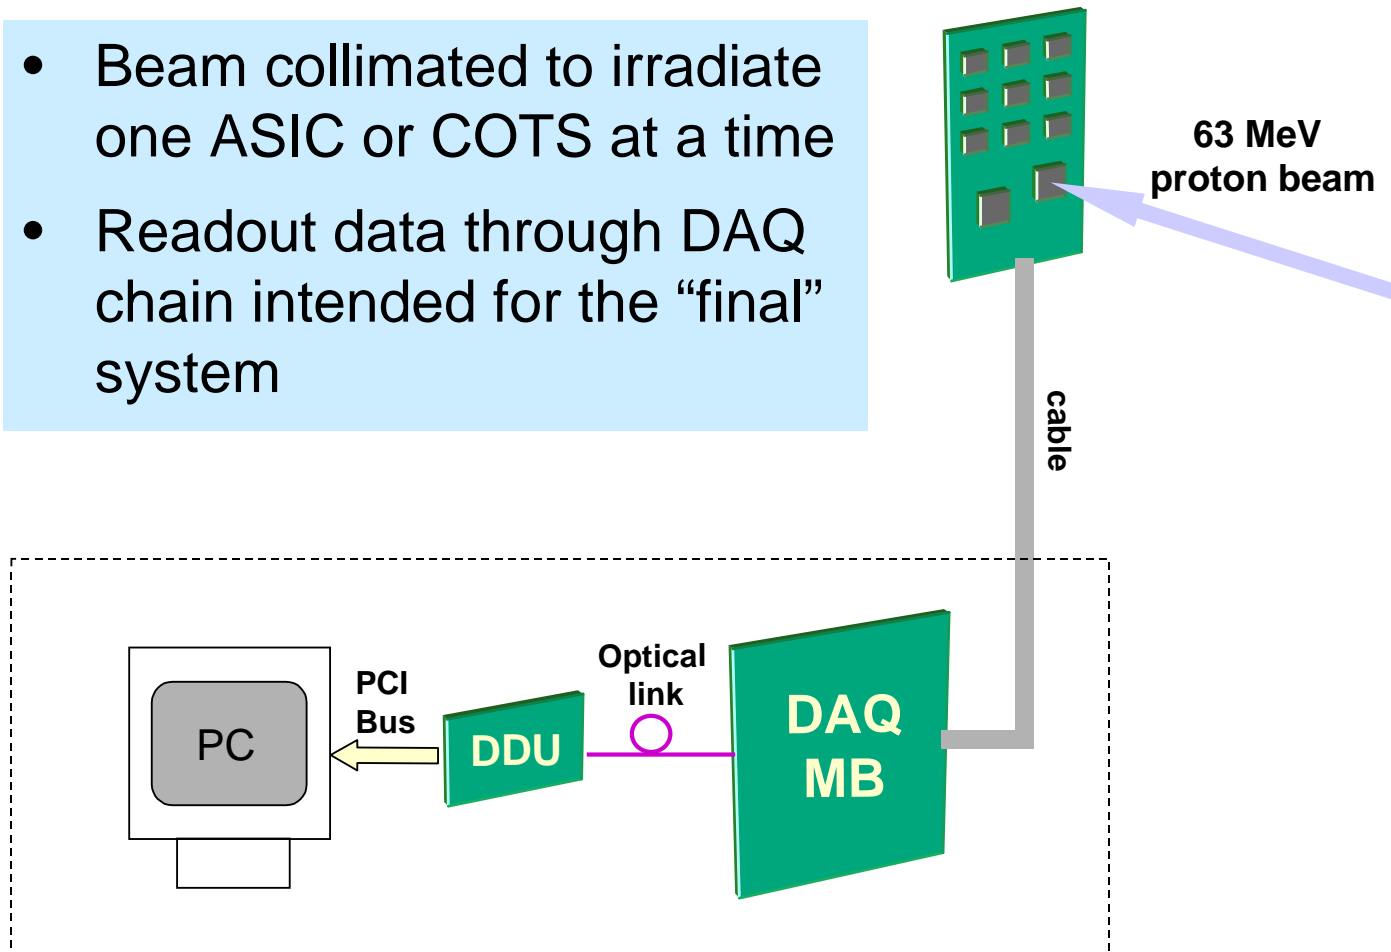 • Beam collimated to irradiate
one ASIC or COTS at a time
• Readout data through DAQ
chain intended for the “final”
system
63 MeV
proton beam
cable
Optical
link
PCI
Bus
PC
DDU
DAQ
MB